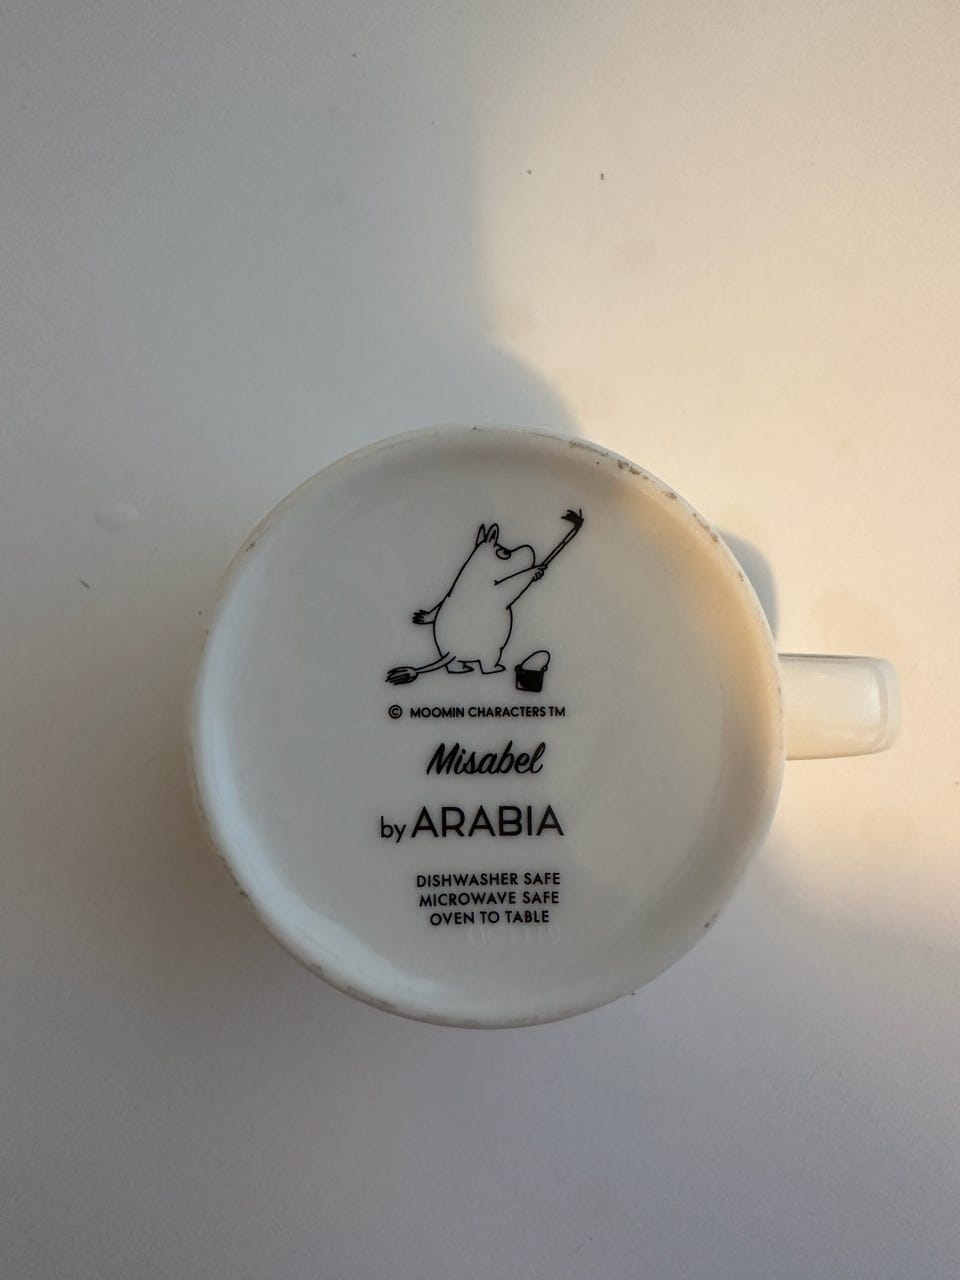 © MOOMIN CHARACTERS TM
Misabel
by ARABIA
DISHWASHER SAFE
MICROWAVE SAFE
OVEN TO TABLE